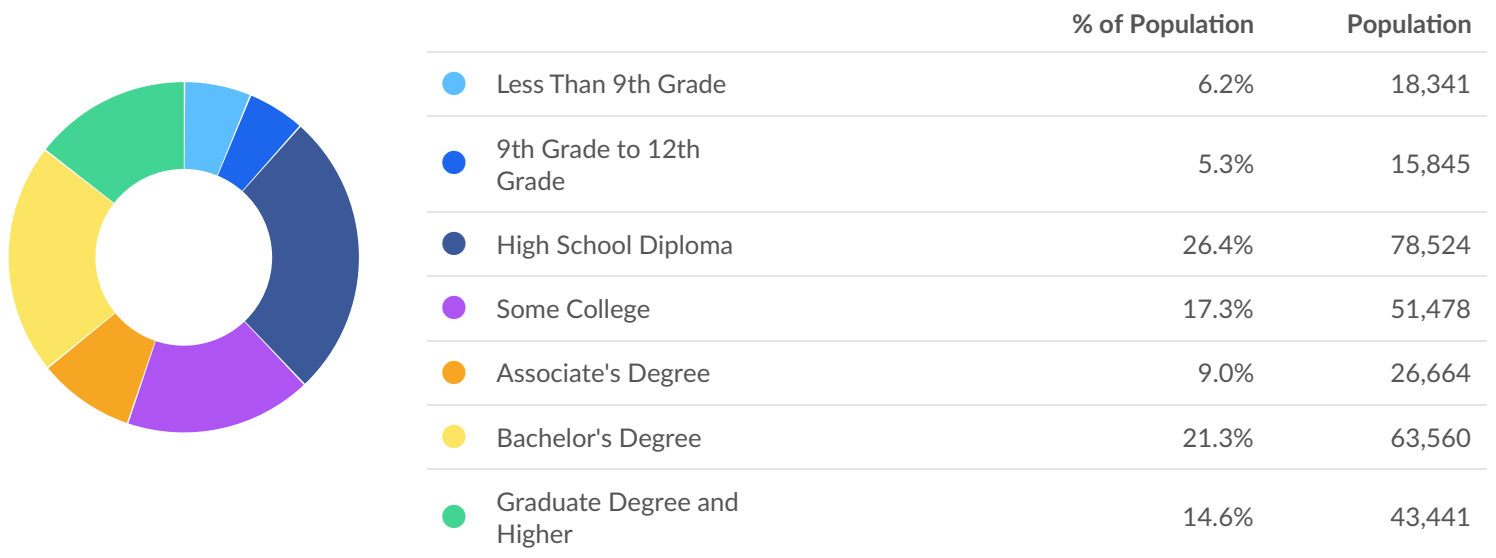 % of Population Population
Less Than 9th Grade 6.2% 18,341
9th Grade to 12th
Grade 5.3% 15,845
High School Diploma 26.4% 78,524
Some College 17.3% 51,478
Associate's Degree 9.0% 26,664
Bachelor's Degree 21.3% 63,560
Graduate Degree and
Higher 14.6% 43,441